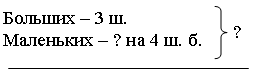 Больших – 3 ш.
Маленьких – ? на 4 ш. б.
?